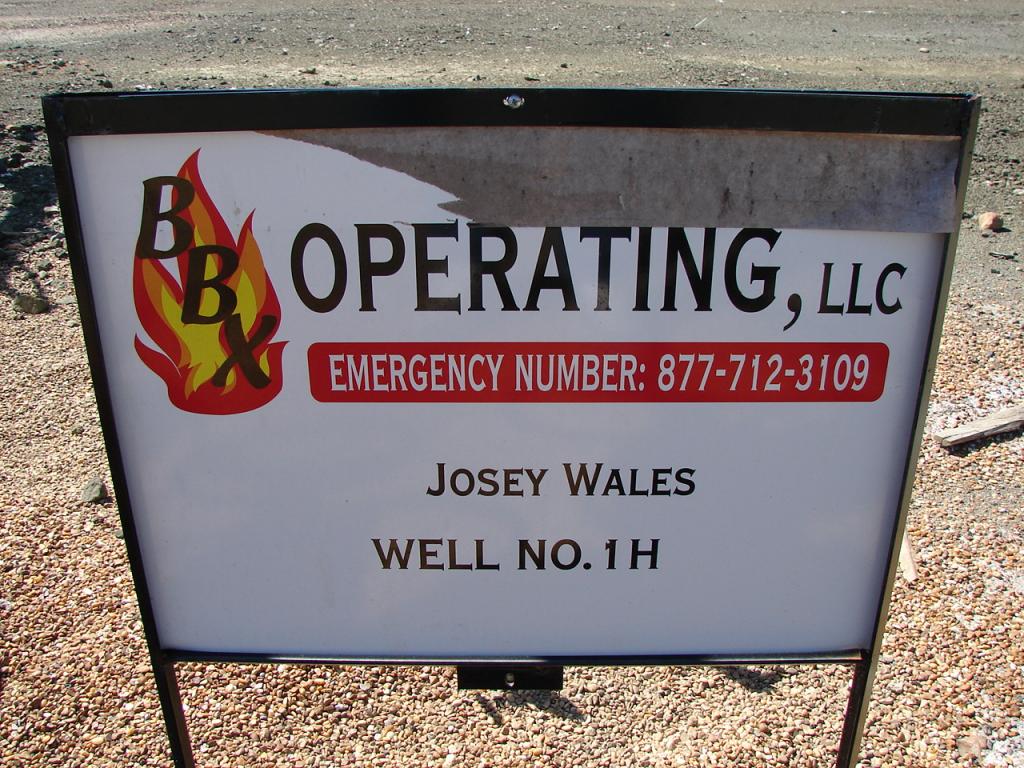 BBX
OPERATING, LLC
EMERGENCY NUMBER: 877-712-3109
JOSEY WALES
WELL NO. 1H